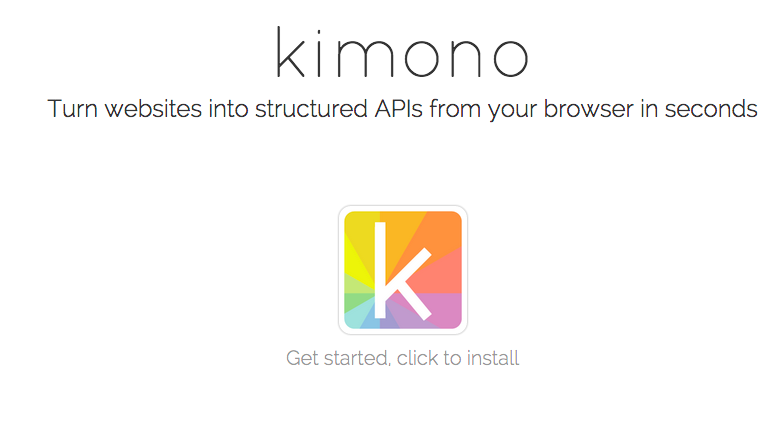 kimono
Turn websites into structured APIs from your browser in seconds
k
Get started, click to install